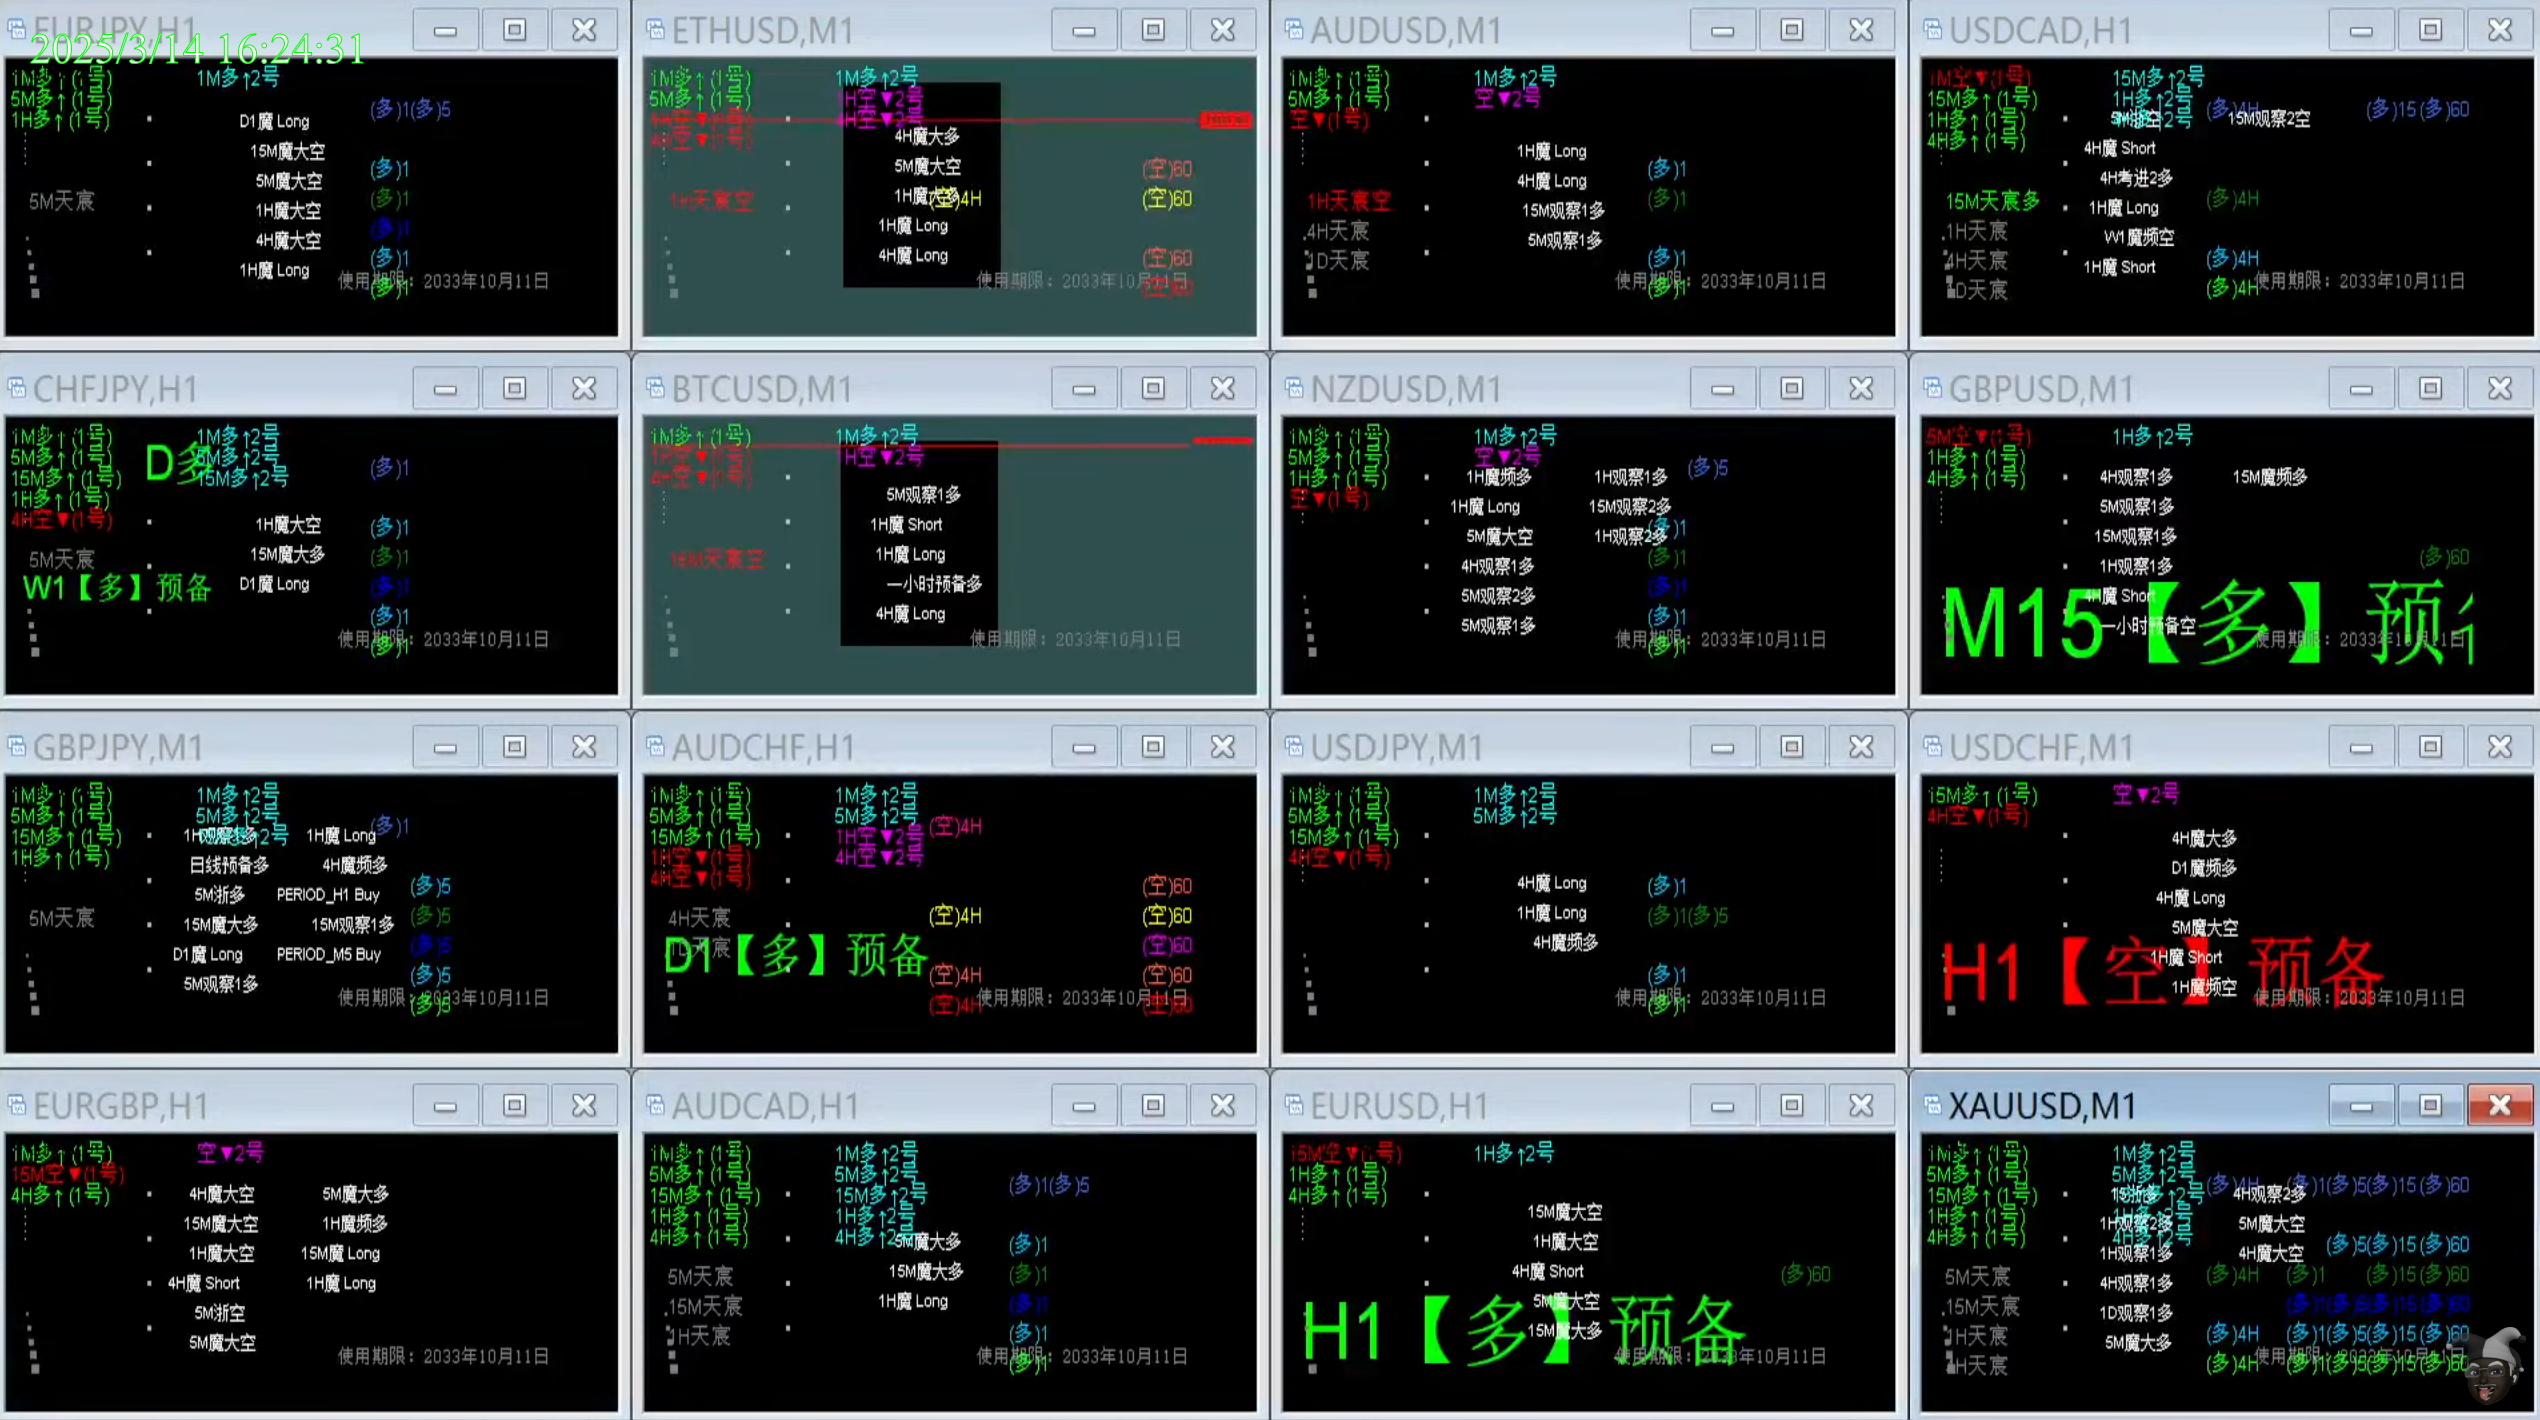 EURJPY,H1
2025/3/14 16:24:31
1M多↑(1号)
5M多↑(1号)
1H多↑(1号)
1M多↑2号
(多)1(多)5
D1魔 Long
15M魔大空
5M魔大空
1H魔大空
4H魔大空
1H魔 Long
5M天宸
(多)1
(多)1
(多)1
(多)1
(多)1
使用期限：2033年10月11日
ETHUSD,M1
1M多↑(1号)
5M多↑(1号)
1H空▼(1号)
4H空▼(1号)
1M多↑2号
1H空▼2号
4H空▼2号
4H魔大多
5M魔大空
1H魔大多
1H魔 Long
4H魔 Long
1H天宸空
(空)4H
(空)60
(空)60
(空)60
(空)60
使用期限：2033年10月11日
AUDUSD,M1
1M多↑(1号)
5M多↑(1号)
空▼(1号)
1M多↑2号
空▼2号
1H魔 Long
4H魔 Long
15M观察1多
5M观察1多
1H天宸空
4H天宸
1D天宸
(多)1
(多)1
(多)1
(多)1
使用期限：2033年10月11日
USDCAD,H1
1M空▼(1号)
15M多↑(1号)
1H多↑(1号)
4H多↑(1号)
15M多↑2号
1H多↑2号
4H多↑2号
(多)4H
(多)15(多)60
15M观察2空
4H魔 Short
4H考进2多
1H魔 Long
W1魔频空
1H魔 Short
15M天宸多
1H天宸
4H天宸
D天宸
(多)4H
(多)4H
(多)4H
使用期限：2033年10月11日
CHFJPY,H1
1M多↑(1号)
5M多↑(1号)
15M多↑(1号)
1H多↑(1号)
4H空▼(1号)
D多
1M多↑2号
5M多↑2号
15M多↑2号
(多)1
1H魔大空
15M魔大多
D1魔 Long
5M天宸
W1【多】预备
(多)1
(多)1
(多)1
(多)1
(多)1
使用期限：2033年10月11日
BTCUSD,M1
1M多↑(1号)
1H空▼(1号)
4H空▼(1号)
1M多↑2号
1H空▼2号
5M观察1多
1H魔 Short
1H魔 Long
一小时预备多
4H魔 Long
15M天宸空
使用期限：2033年10月11日
NZDUSD,M1
1M多↑(1号)
5M多↑(1号)
1H多↑(1号)
空▼(1号)
1M多↑2号
空▼2号
(多)5
1H魔频多
1H观察1多
1H魔 Long
15M观察2多
5M魔大空
1H观察2多
4H观察1多
5M观察2多
5M观察1多
(多)1
(多)1
(多)1
(多)1
(多)1
使用期限：2033年10月11日
GBPUSD,M1
5M空▼(1号)
1H多↑(1号)
4H多↑(1号)
1H多↑2号
4H观察1多
15M魔频多
5M观察1多
15M观察1多
1H观察1多
4H魔 Short
一小时预备空
(多)60
M15【多】预
使用期限：2033年10月11日
GBPJPY,M1
1M多↑(1号)
5M多↑(1号)
15M多↑(1号)
1H多↑(1号)
1M多↑2号
5M多↑2号
15M多↑2号
(多)1
1H观察1多
1H魔 Long
日线预备多
4H魔频多
5M浙多
PERIOD_H1 Buy
15M魔大多
15M观察1多
D1魔 Long
PERIOD_M5 Buy
5M观察1多
5M天宸
(多)5
(多)5
(多)5
(多)5
(多)5
使用期限：2033年10月11日
AUDCHF,H1
1M多↑(1号)
5M多↑(1号)
15M多↑(1号)
1H空▼(1号)
4H空▼(1号)
1M多↑2号
5M多↑2号
1H空▼2号
4H空▼2号
(空)4H
(空)60
(空)4H
(空)60
(空)60
(空)4H
(空)60
(空)4H
(空)60
4H天宸
1D天宸
D1【多】预备
使用期限：2033年10月11日
USDJPY,M1
1M多↑(1号)
5M多↑(1号)
15M多↑(1号)
4H空▼(1号)
1M多↑2号
5M多↑2号
4H魔 Long
1H魔 Long
4H魔频多
(多)1
(多)1(多)5
(多)1
(多)1
使用期限：2033年10月11日
USDCHF,M1
15M多↑(1号)
4H空▼(1号)
空▼2号
4H魔大多
D1魔频多
4H魔 Long
5M魔大空
1H魔 Short
1H魔频空
H1【空】预备
使用期限：2033年10月11日
EURGBP,H1
1M多↑(1号)
15M空▼(1号)
4H多↑(1号)
空▼2号
4H魔大空
5M魔大多
15M魔大空
1H魔频多
1H魔大空
15M魔 Long
4H魔 Short
1H魔 Long
5M浙空
5M魔大空
使用期限：2033年10月11日
AUDCAD,H1
1M多↑(1号)
5M多↑(1号)
15M多↑(1号)
1H多↑(1号)
4H多↑(1号)
1M多↑2号
5M多↑2号
15M多↑2号
1H多↑2号
4H多↑2号
(多)1(多)5
5M魔大多
15M魔大多
1H魔 Long
5M天宸
15M天宸
1H天宸
(多)1
(多)1
(多)1
(多)1
(多)1
使用期限：2033年10月11日
EURUSD,H1
15M空▼(1号)
1H多↑(1号)
4H多↑(1号)
1H多↑2号
15M魔大空
1H魔大空
4H魔 Short
5M魔大空
15M魔大多
(多)60
H1【多】预备
使用期限：2033年10月11日
XAUUSD,M1
1M多↑(1号)
5M多↑(1号)
15M多↑(1号)
1H多↑(1号)
4H多↑(1号)
1M多↑2号
5M多↑2号
15M多↑2号
1H多↑2号
4H多↑2号
(多)4H
(多)1(多)5(多)15(多)60
4H观察2多
1H观察2多
5M魔大空
1H观察1多
4H魔大空
4H观察1多
1D观察1多
5M魔大多
(多)5(多)15(多)60
(多)4H
(多)1
(多)15(多)60
(多)1(多)5(多)15(多)60
(多)4H
(多)1(多)5(多)15(多)60
(多)4H
(多)1(多)5(多)15(多)60
5M天宸
15M天宸
1H天宸
4H天宸
使用期限：2033年10月11日